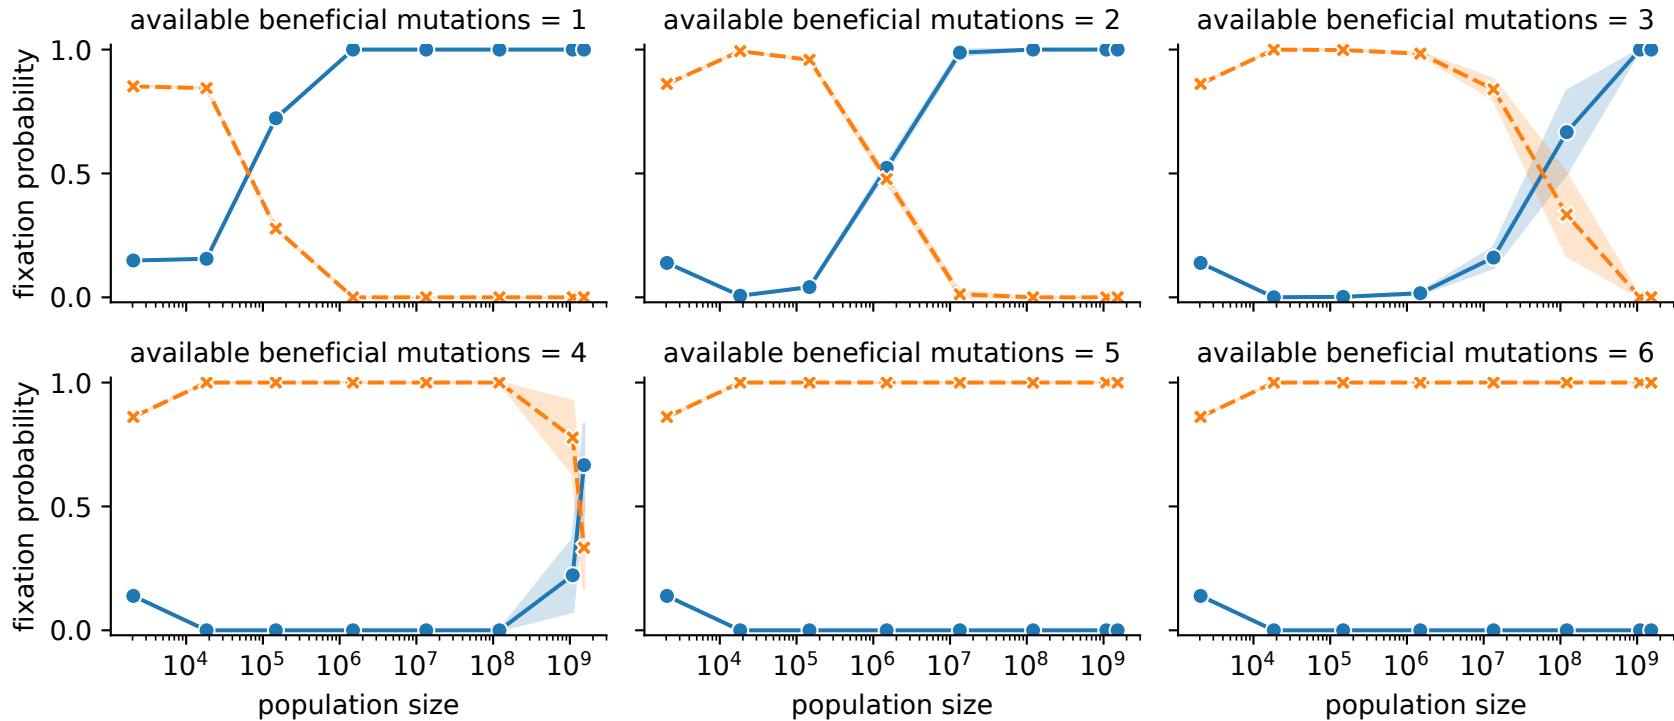 available beneficial mutations = 1
available beneficial mutations = 2
available beneficial mutations = 3
fixation probability
1.0
0.5
0.0
available beneficial mutations = 4
available beneficial mutations = 5
available beneficial mutations = 6
fixation probability
1.0
0.5
0.0
10⁴ 10⁵ 10⁶ 10⁷ 10⁸ 10⁹
10⁴ 10⁵ 10⁶ 10⁷ 10⁸ 10⁹
10⁴ 10⁵ 10⁶ 10⁷ 10⁸ 10⁹
population size
population size
population size